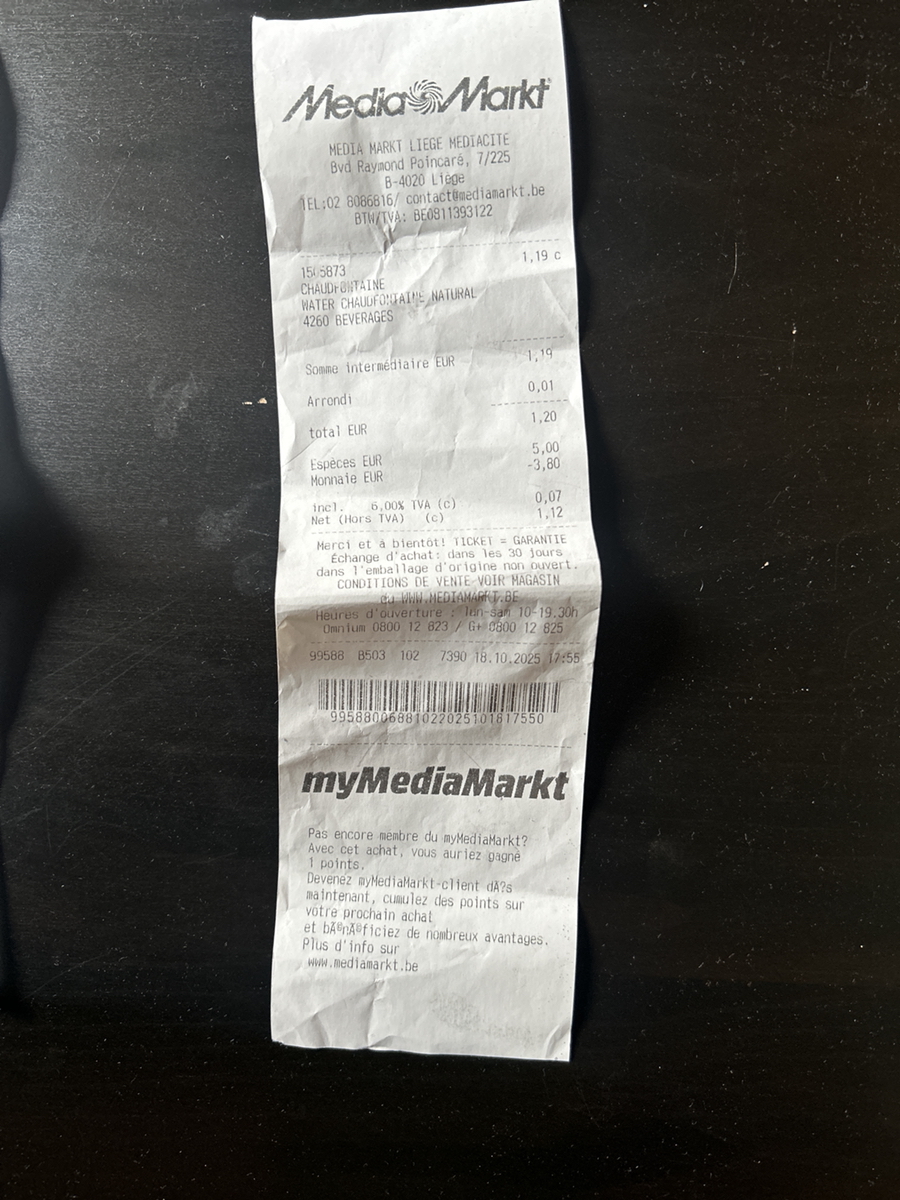 MediaMarkt
MEDIA MARKT LIEGE MEDIACITE
Bvd Raymond Poincaré, 7/225
B-4020 Liège
TEL:02 8086816/ contact@mediamarkt.be
BTW/TVA: BE0811393122
1,19 c
CHAUDFONTAINE
WATER CHAUDFONTAINE NATURAL
4260 BEVERAGES
Somme intermédiaire EUR 1,19
Arrondi 0,01
total EUR 1,20
Espèces EUR 5,00
Monnaie EUR -3,80
incl. 6,00% TVA (c) 0,07
Net (Hors TVA) (c) 1,12
Merci et à bientôt! TICKET = GARANTIE
Échange d'achat: dans les 30 jours
dans l'emballage d'origine non ouvert.
CONDITIONS DE VENTE VOIR MAGASIN
ou WWW.MEDIAMARKT.BE
Heures d'ouverture : lun-sam 10-19.30h
Omnium 0800 12 823 / G+ 0800 12 825
99588 B503 102 7390 18.10.2025 17:55
9958800688102202510181​7550
myMediaMarkt
Pas encore membre du myMediaMarkt?
Avec cet achat, vous auriez gagné
1 points.
Devenez myMediaMarkt-client dÃ?s
maintenant, cumulez des points sur
votre prochain achat
et bÃ©nÃ©ficiez de nombreux avantages.
Plus d'info sur
www.mediamarkt.be